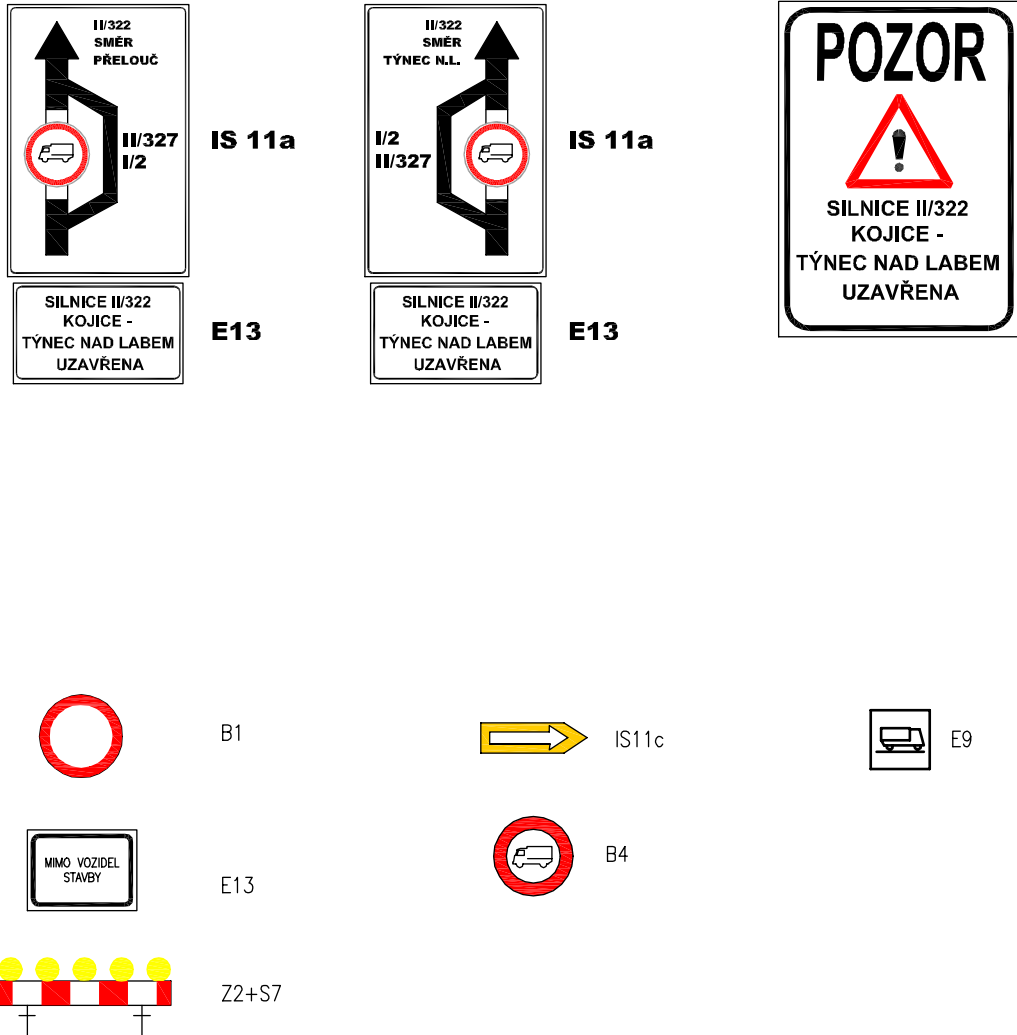 II/322
SMĚR
PŘELOUČ
II/327
I/2
IS 11a
SILNICE II/322
KOJICE -
TÝNEC NAD LABEM
UZAVŘENA
E13
II/322
SMĚR
TÝNEC N.L.
I/2
II/327
IS 11a
SILNICE II/322
KOJICE -
TÝNEC NAD LABEM
UZAVŘENA
E13
POZOR
!
SILNICE II/322
KOJICE -
TÝNEC NAD LABEM
UZAVŘENA
B1
IS11c
E9
MIMO VOZIDEL
STAVBY
E13
B4
Z2+S7